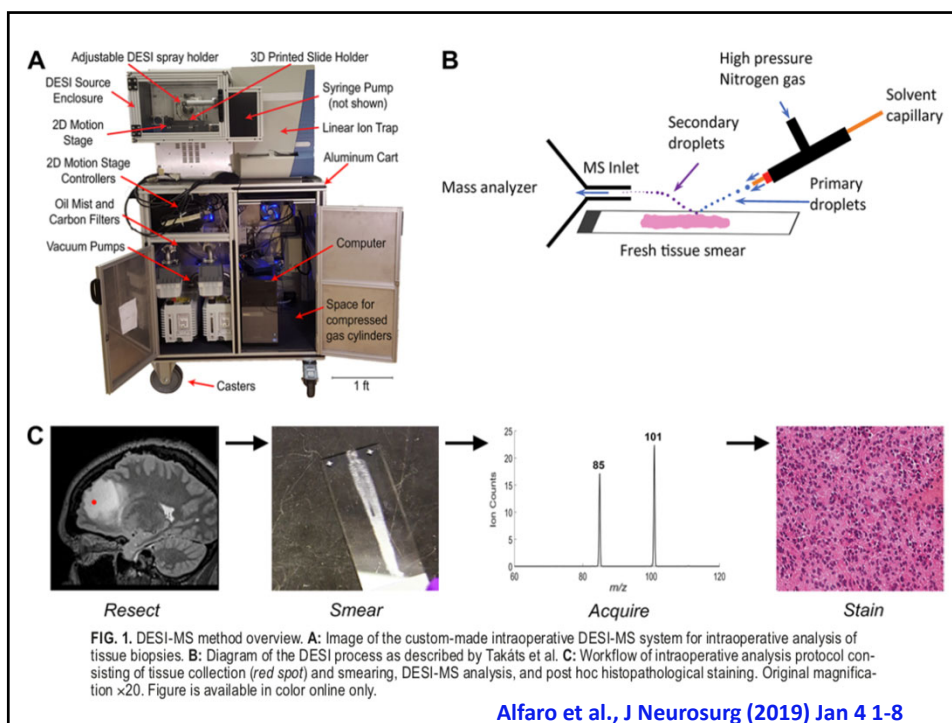 A
Adjustable DESI spray holder
3D Printed Slide Holder
DESI Source
Enclosure
2D Motion
Stage
2D Motion Stage
Controllers
Oil Mist and
Carbon Filters
Vacuum Pumps
Syringe Pump
(not shown)
Linear Ion Trap
Aluminum Cart
Computer
Space for
compressed
gas cylinders
Casters
1 ft
B
High pressure
Nitrogen gas
Solvent
capillary
Secondary
droplets
MS Inlet
Mass analyzer
Primary
droplets
Fresh tissue smear
C
Ion Counts
25
20
15
10
5
0
85
101
60
80
100
120
m/z
Resect
Smear
Acquire
Stain
FIG. 1. DESI-MS method overview. A: Image of the custom-made intraoperative DESI-MS system for intraoperative analysis of
tissue biopsies. B: Diagram of the DESI process as described by Takáts et al. C: Workflow of intraoperative analysis protocol con-
sisting of tissue collection (red spot) and smearing, DESI-MS analysis, and post hoc histopathological staining. Original magnifica-
tion ×20. Figure is available in color online only.
Alfaro et al., J Neurosurg (2019) Jan 4 1-8